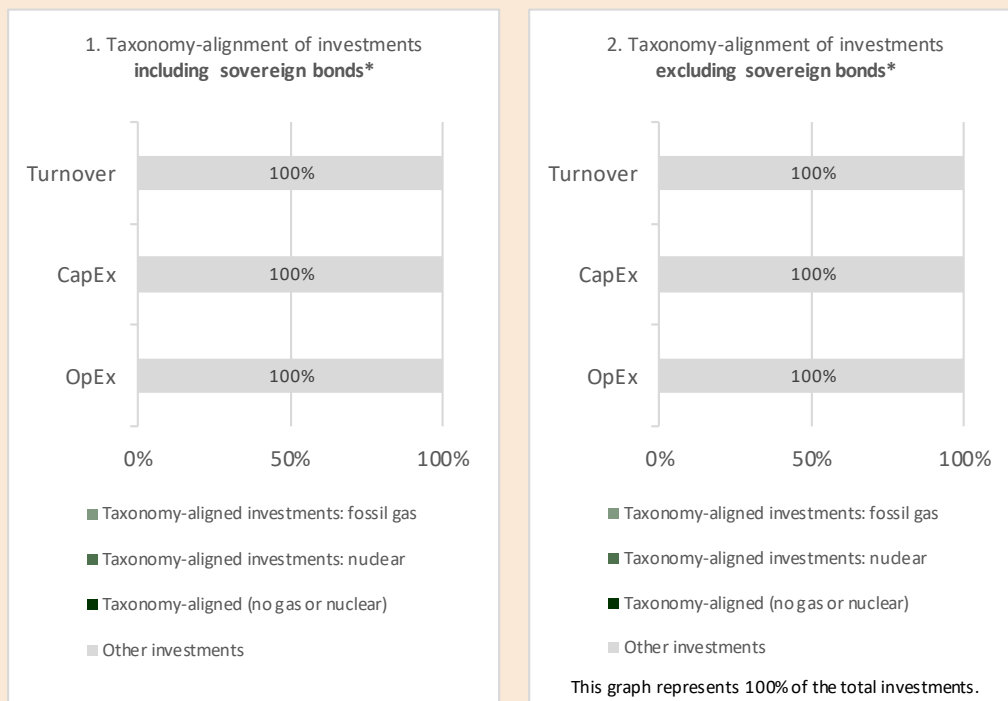 1. Taxonomy-alignment of investments
including sovereign bonds*
Turnover
100%
CapEx
100%
OpEx
100%
0% 50% 100%
Taxonomy-aligned investments: fossil gas
Taxonomy-aligned investments: nuclear
Taxonomy-aligned (no gas or nuclear)
Other investments
2. Taxonomy-alignment of investments
excluding sovereign bonds*
Turnover
100%
CapEx
100%
OpEx
100%
0% 50% 100%
Taxonomy-aligned investments: fossil gas
Taxonomy-aligned investments: nuclear
Taxonomy-aligned (no gas or nuclear)
Other investments
This graph represents 100% of the total investments.